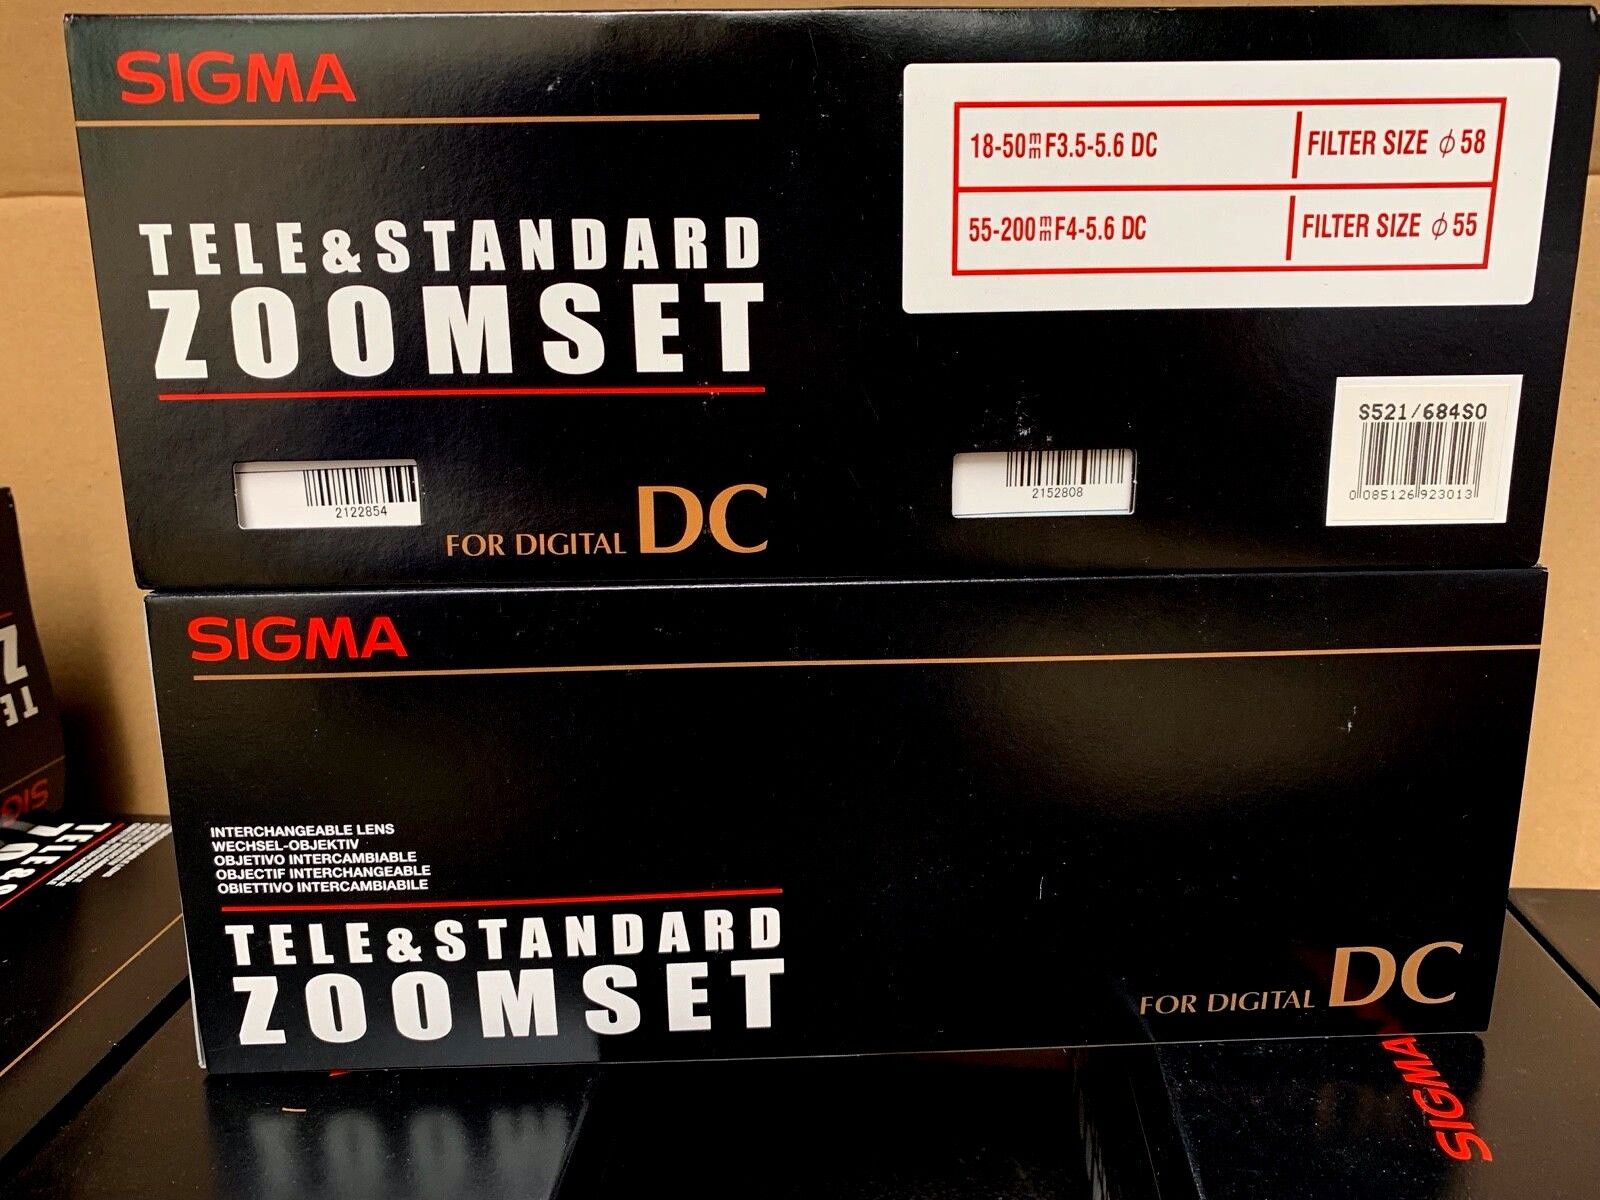 SIGMA
TELE&STANDARD
ZOOMSET
FOR DIGITAL DC
18-50mm F3.5-5.6 DC FILTER SIZE ϕ58
55-200mm F4-5.6 DC FILTER SIZE ϕ55
2122854
2152808
S521/684SO
0 085126 923013
SIGMA
INTERCHANGEABLE LENS
WECHSEL-OBJEKTIV
OBJETIVO INTERCAMBIABLE
OBJECTIF INTERCHANGEABLE
OBIETTIVO INTERCAMBIABILE
TELE&STANDARD
ZOOMSET
FOR DIGITAL DC
SIGMA